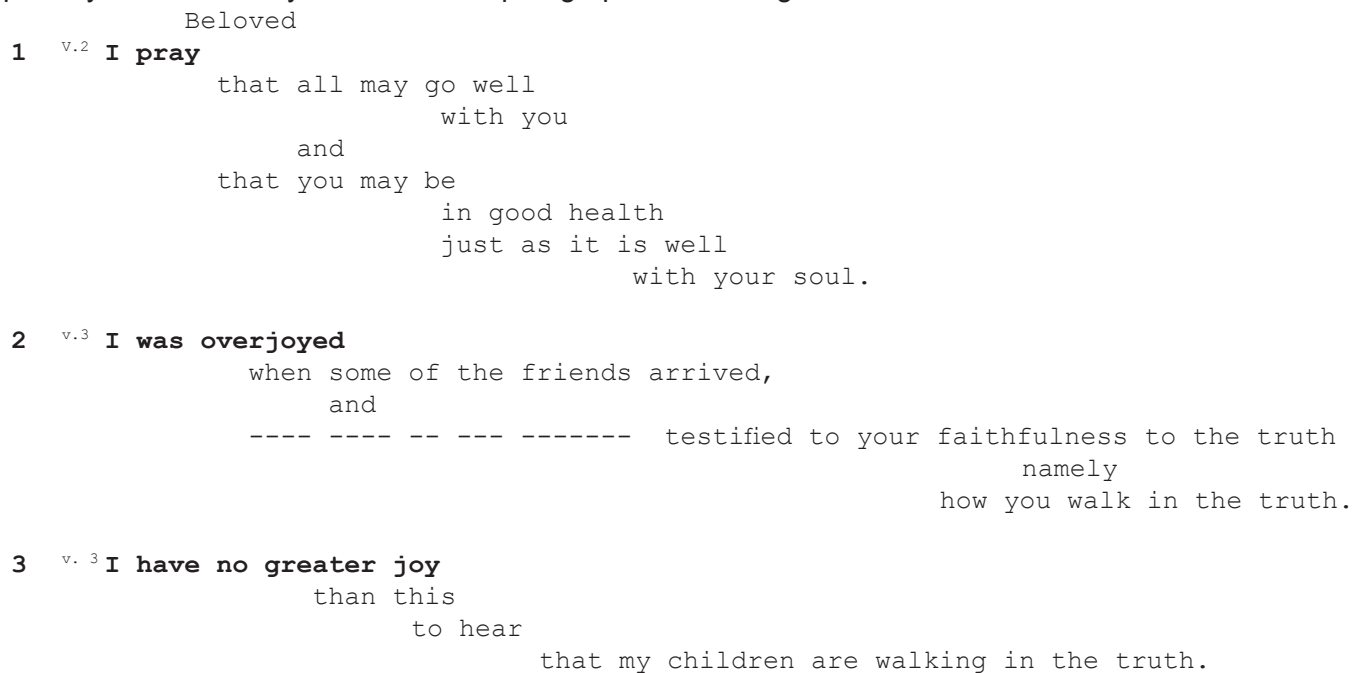 Beloved
1 V.2 I pray
that all may go well
with you
and
that you may be
in good health
just as it is well
with your soul.
2 v.3 I was overjoyed
when some of the friends arrived,
and
---- ---- -- --- ------- testified to your faithfulness to the truth
namely
how you walk in the truth.
3 v. 3 I have no greater joy
than this
to hear
that my children are walking in the truth.